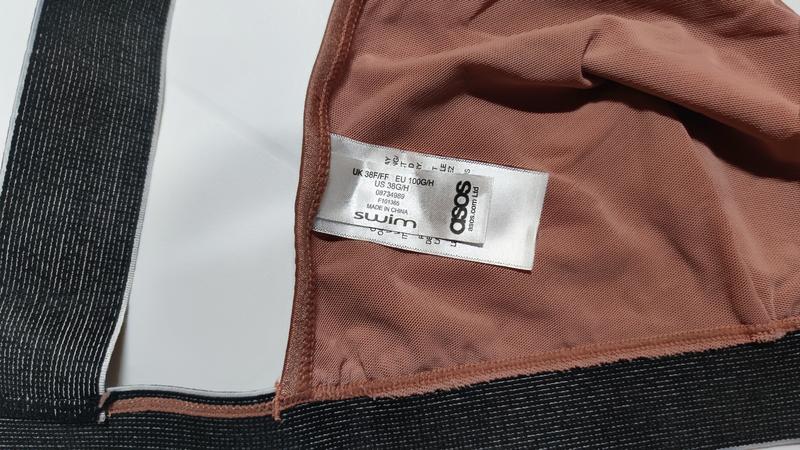 UK 38F/FF EU 100G/H
US 38G/H
08734989
F101365
MADE IN CHINA
swim
asos
asos.com Ltd